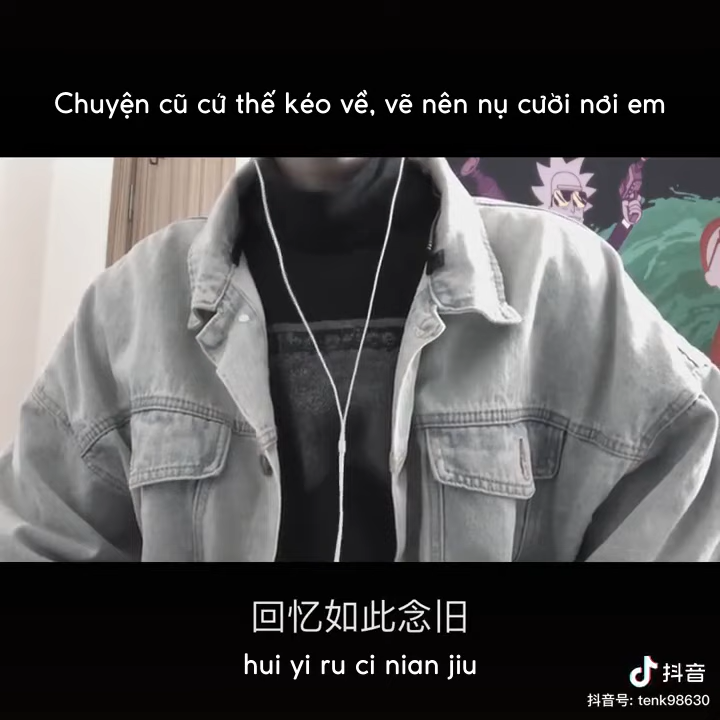 Chuyện cũ cứ thế kéo về, vẽ nên nụ cười nơi em
回忆如此念旧
hui yi ru ci nian jiu
抖音
抖音号: tenk98630